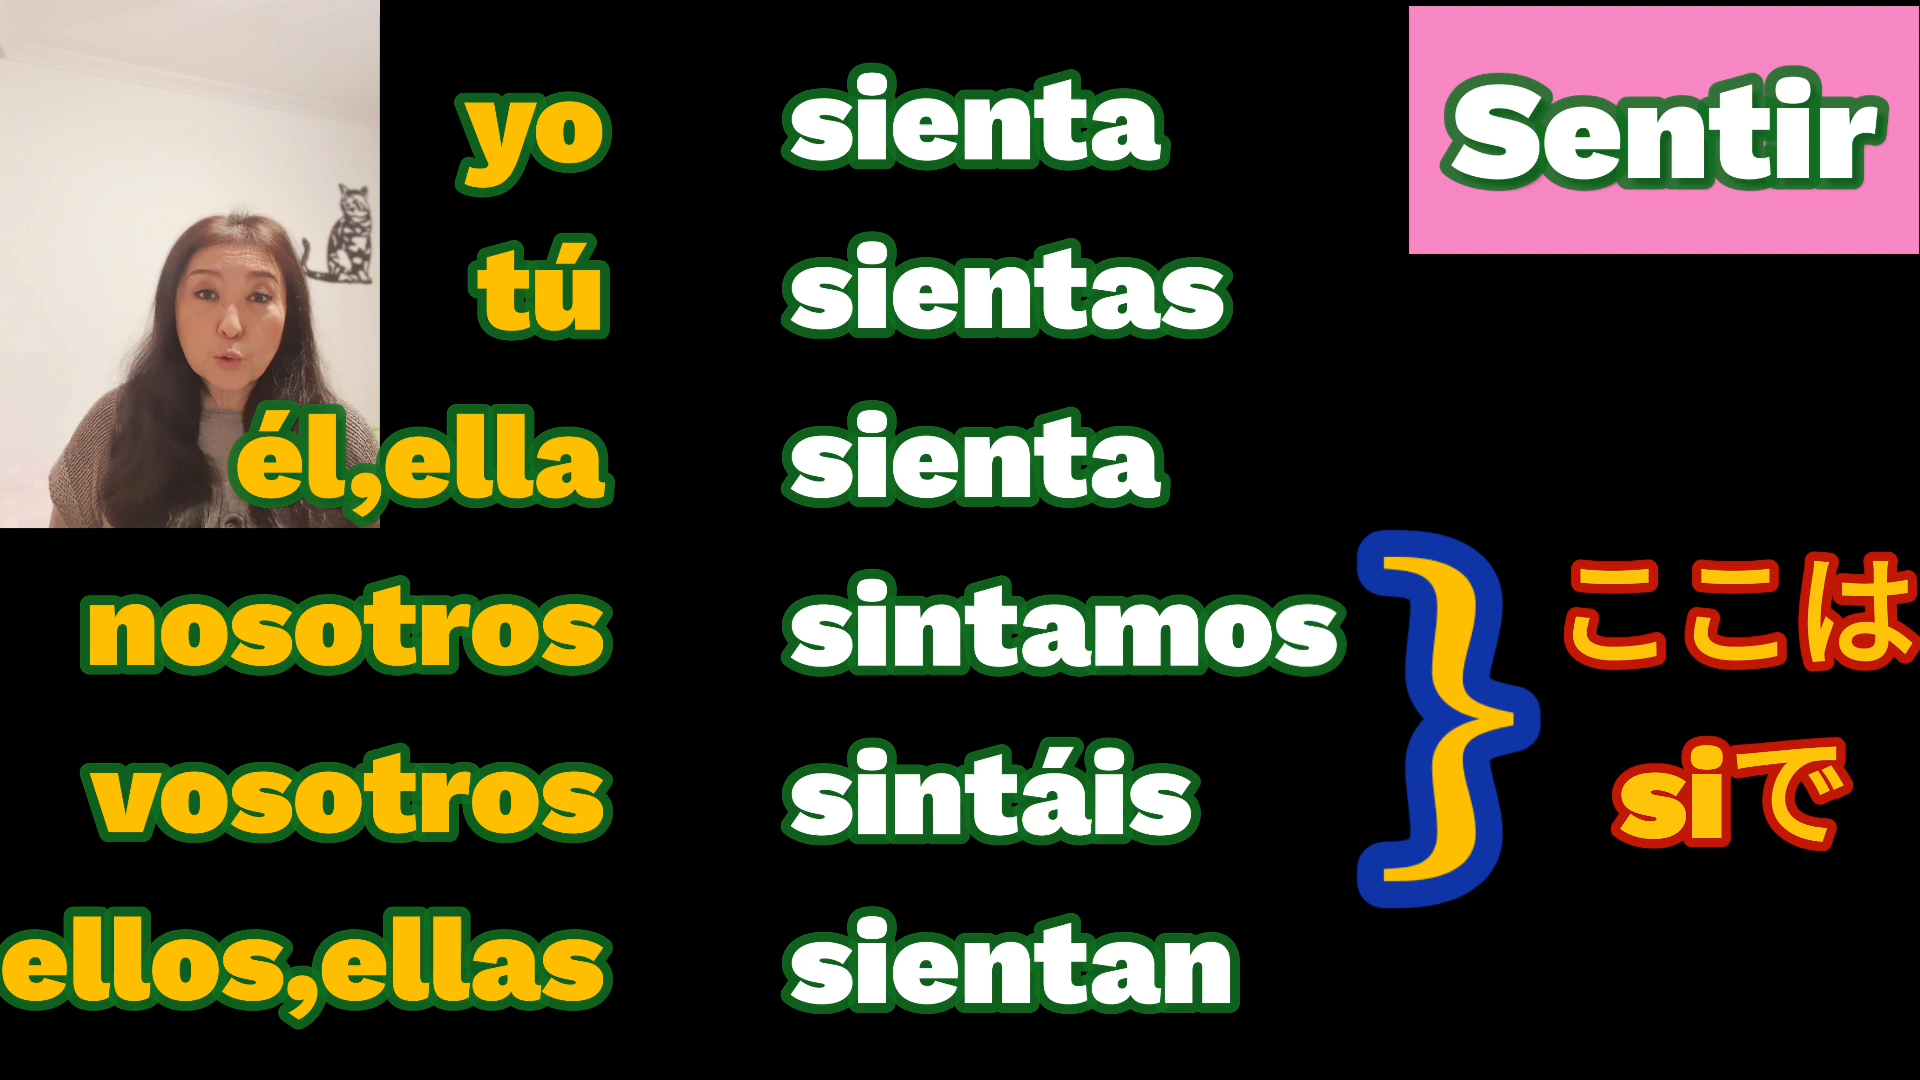 Sentir
yo sienta
tú sientas
él,ella sienta
nosotros sintamos
vosotros sintáis
ellos,ellas sientan
} ここは
siで